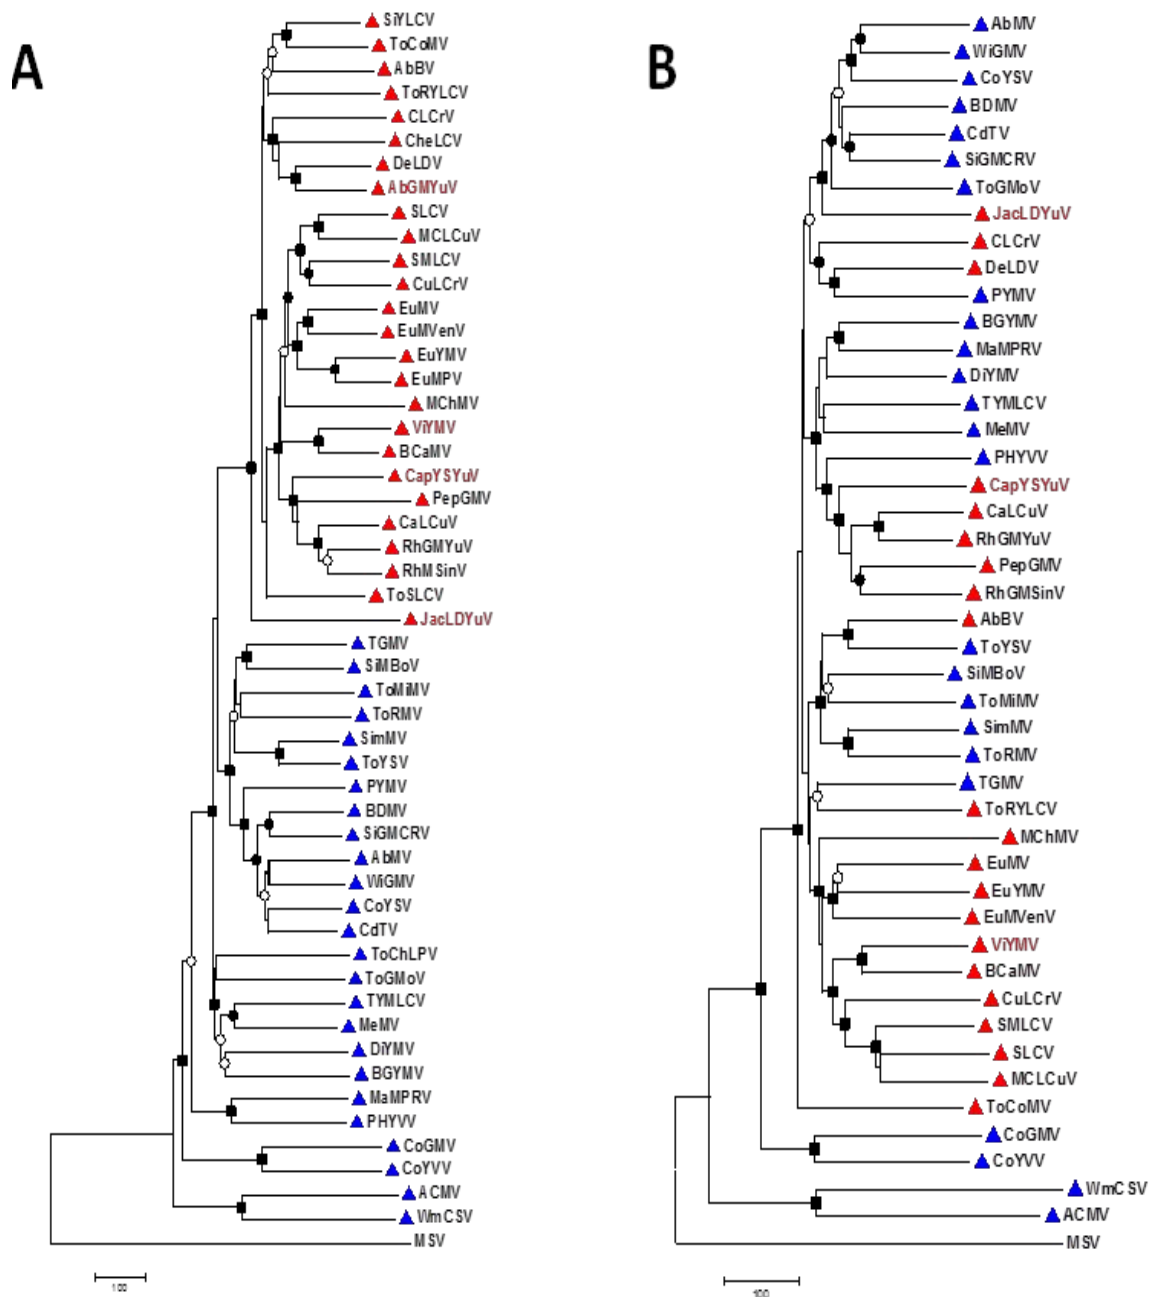 A
SiYLCV
ToCoMV
AbBV
ToRYLCV
CLCrV
CheLCV
DeLDV
AbGMYuV
SLCV
MCLCuV
SMLCV
CuLCrV
EuMV
EuMVenV
EuYMV
EuMPV
MChMV
ViYMV
BCaMV
CapYSYuV
PepGMV
CaLCuV
RhGMYuV
RhMSinV
ToSLCV
JacLDYuV
TGMV
SiMBoV
ToMiMV
ToRMV
SimMV
ToYSV
PYMV
BDMV
SiGMCRV
AbMV
WiGMV
CoYSV
CdTV
ToChLPV
ToGMoV
TYMLCV
MeMV
DiYMV
BGYMV
MaMPRV
PHYVV
CoGMV
CoYVV
ACMV
WmCSV
MSV
100
B
AbMV
WiGMV
CoYSV
BDMV
CdTV
SiGMCRV
ToGMoV
JacLDYuV
CLCrV
DeLDV
PYMV
BGYMV
MaMPRV
DiYMV
TYMLCV
MeMV
PHYVV
CapYSYuV
CaLCuV
RhGMYuV
PepGMV
RhGMSinV
AbBV
ToYSV
SiMBoV
ToMiMV
SimMV
ToRMV
TGMV
ToRYLCV
MChMV
EuMV
EuYMV
EuMVenV
ViYMV
BCaMV
CuLCrV
SMLCV
SLCV
MCLCuV
ToCoMV
CoGMV
CoYVV
WmCSV
ACMV
MSV
100